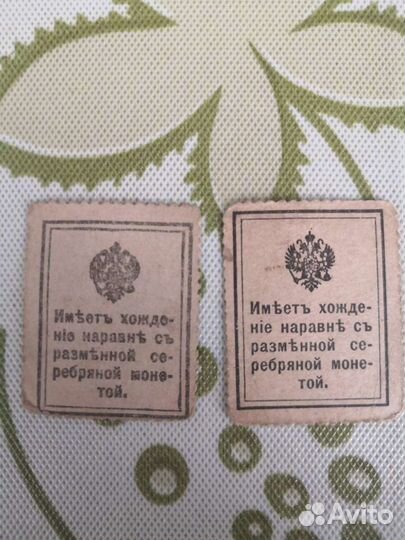 Имѣетъ хожде-
ніе наравнѣ съ
размѣнной се-
ребряной моне-
той.
Имѣетъ хожде-
ніе наравнѣ съ
размѣнной се-
ребряной моне-
той.
Avito